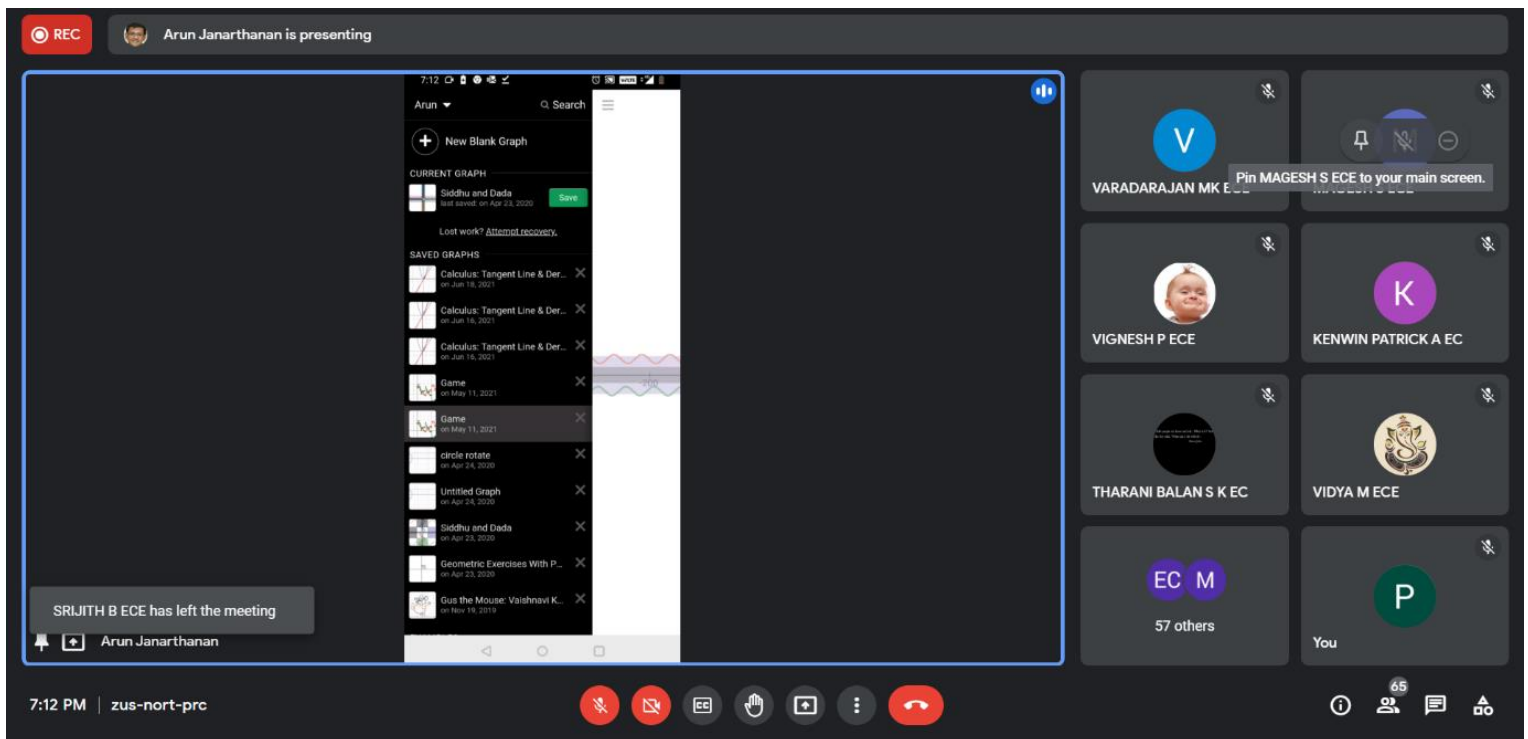 REC
Arun Janarthanan is presenting
7:12
Arun
Search
New Blank Graph
CURRENT GRAPH
Siddhu and Dada
last saved: on Apr 23, 2020
Save
Lost work? Attempt recovery.
SAVED GRAPHS
Calculus: Tangent Line & Der...
on Jun 18, 2021
Calculus: Tangent Line & Der...
on Jun 16, 2021
Calculus: Tangent Line & Der...
on Jun 16, 2021
Game
on May 11, 2021
Game
on May 11, 2021
circle rotate
on Apr 24, 2020
Untitled Graph
on Apr 24, 2020
Siddhu and Dada
on Apr 23, 2020
Geometric Exercises With P...
on Apr 23, 2020
Gus the Mouse: Vaishnavi K...
on Nov 19, 2019
SRIJITH B ECE has left the meeting
Arun Janarthanan
V
VARADARAJAN MK
Pin MAGESH S ECE to your main screen.
VIGNESH P ECE
K
KENWIN PATRICK A EC
THARANI BALAN S K EC
VIDYA M ECE
EC M
57 others
P
You
7:12 PM | zus-nort-prc
CC
65